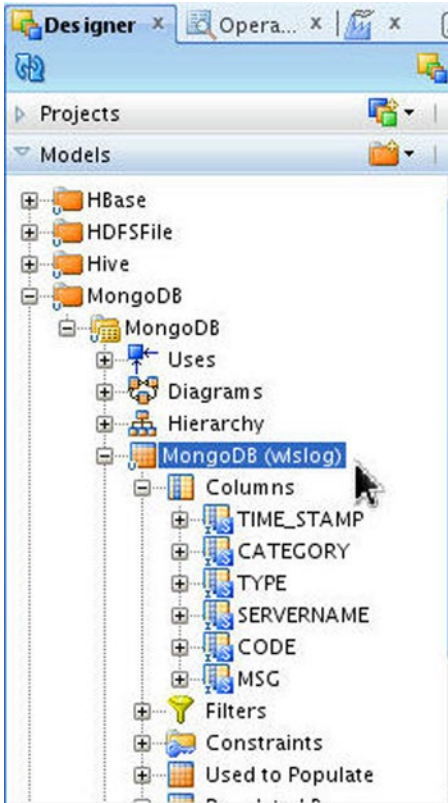 Designer x Opera... x x
Projects
Models
HBase
HDFSFile
Hive
MongoDB
MongoDB
Uses
Diagrams
Hierarchy
MongoDB (wlslog)
Columns
TIME_STAMP
CATEGORY
TYPE
SERVERNAME
CODE
MSG
Filters
Constraints
Used to Populate